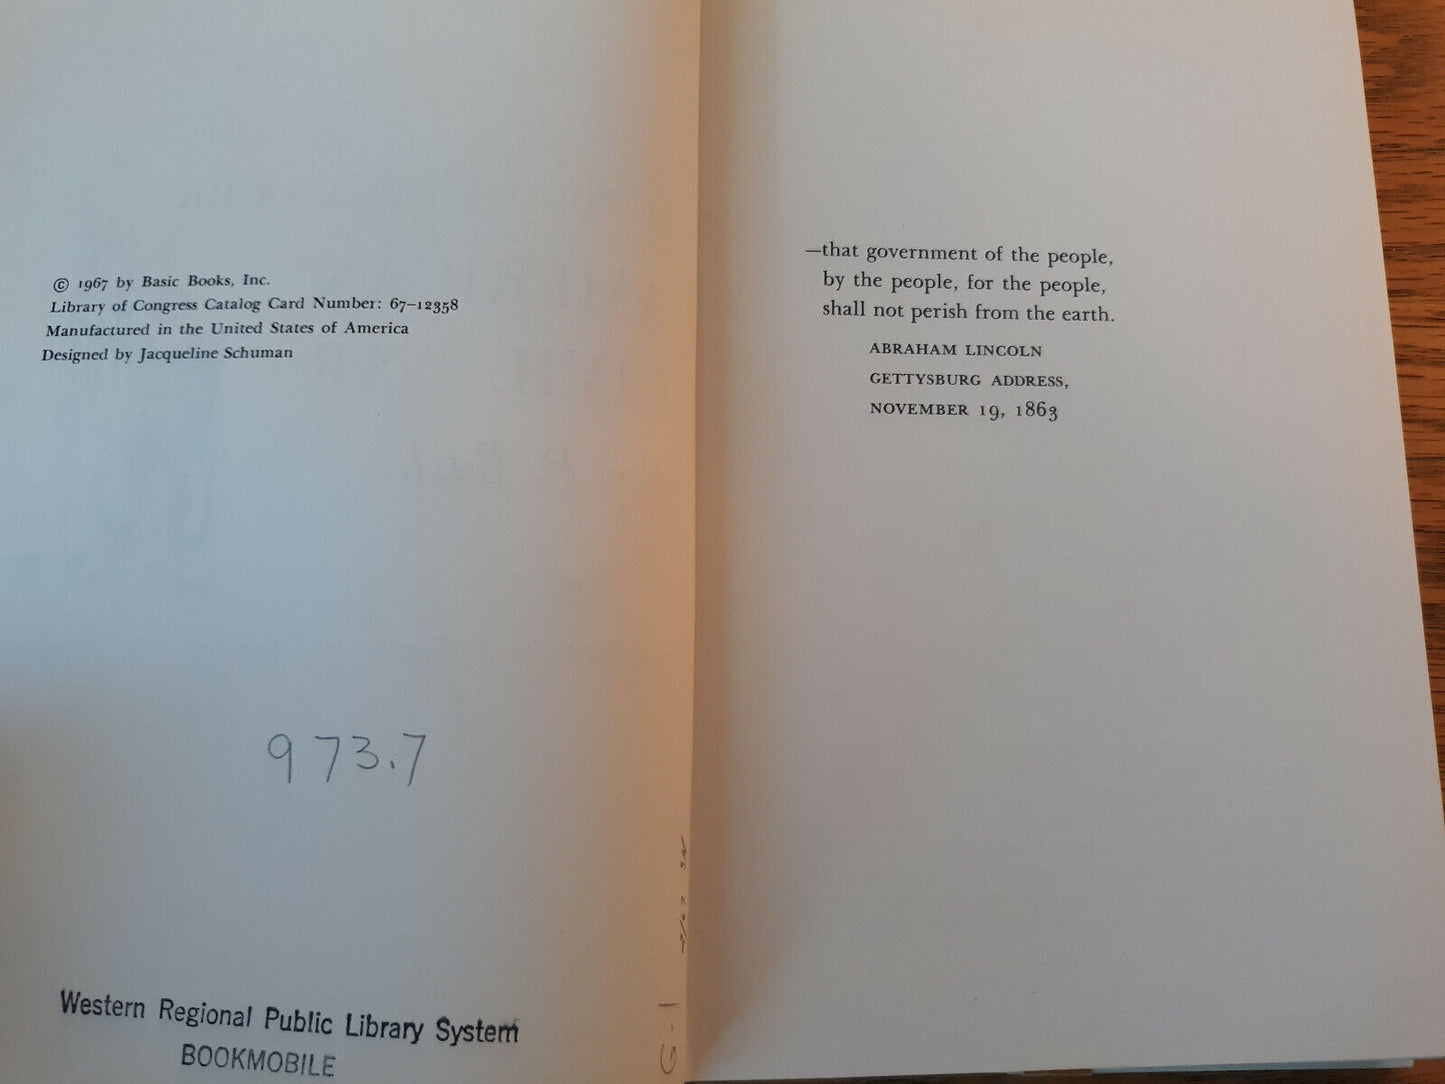 © 1967 by Basic Books, Inc.
Library of Congress Catalog Card Number: 67–12358
Manufactured in the United States of America
Designed by Jacqueline Schuman
973.7
Western Regional Public Library System
BOOKMOBILE
—that government of the people,
by the people, for the people,
shall not perish from the earth.
ABRAHAM LINCOLN
GETTYSBURG ADDRESS,
NOVEMBER 19, 1863